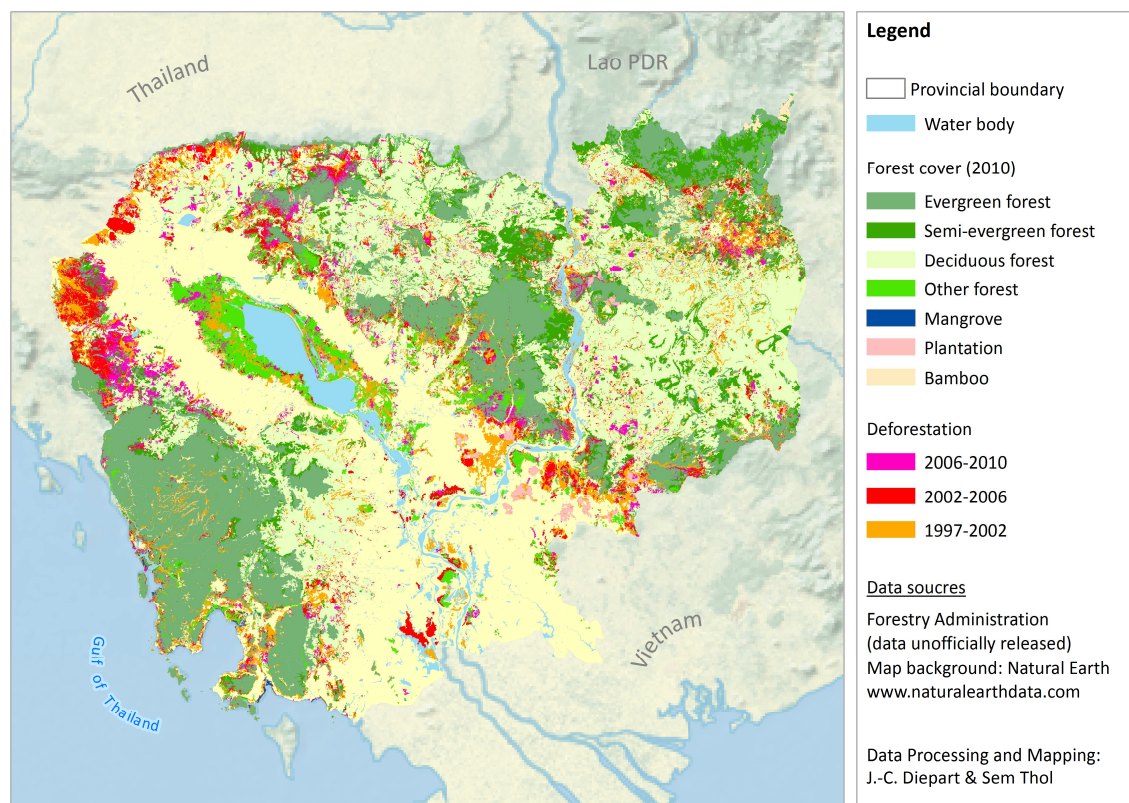 Thailand
Lao PDR
Vietnam
Gulf of Thailand
Legend
Provincial boundary
Water body
Forest cover (2010)
Evergreen forest
Semi-evergreen forest
Deciduous forest
Other forest
Mangrove
Plantation
Bamboo
Deforestation
2006-2010
2002-2006
1997-2002
Data soucres
Forestry Administration
(data unofficially released)
Map background: Natural Earth
www.naturalearthdata.com
Data Processing and Mapping:
J.-C. Diepart & Sem Thol